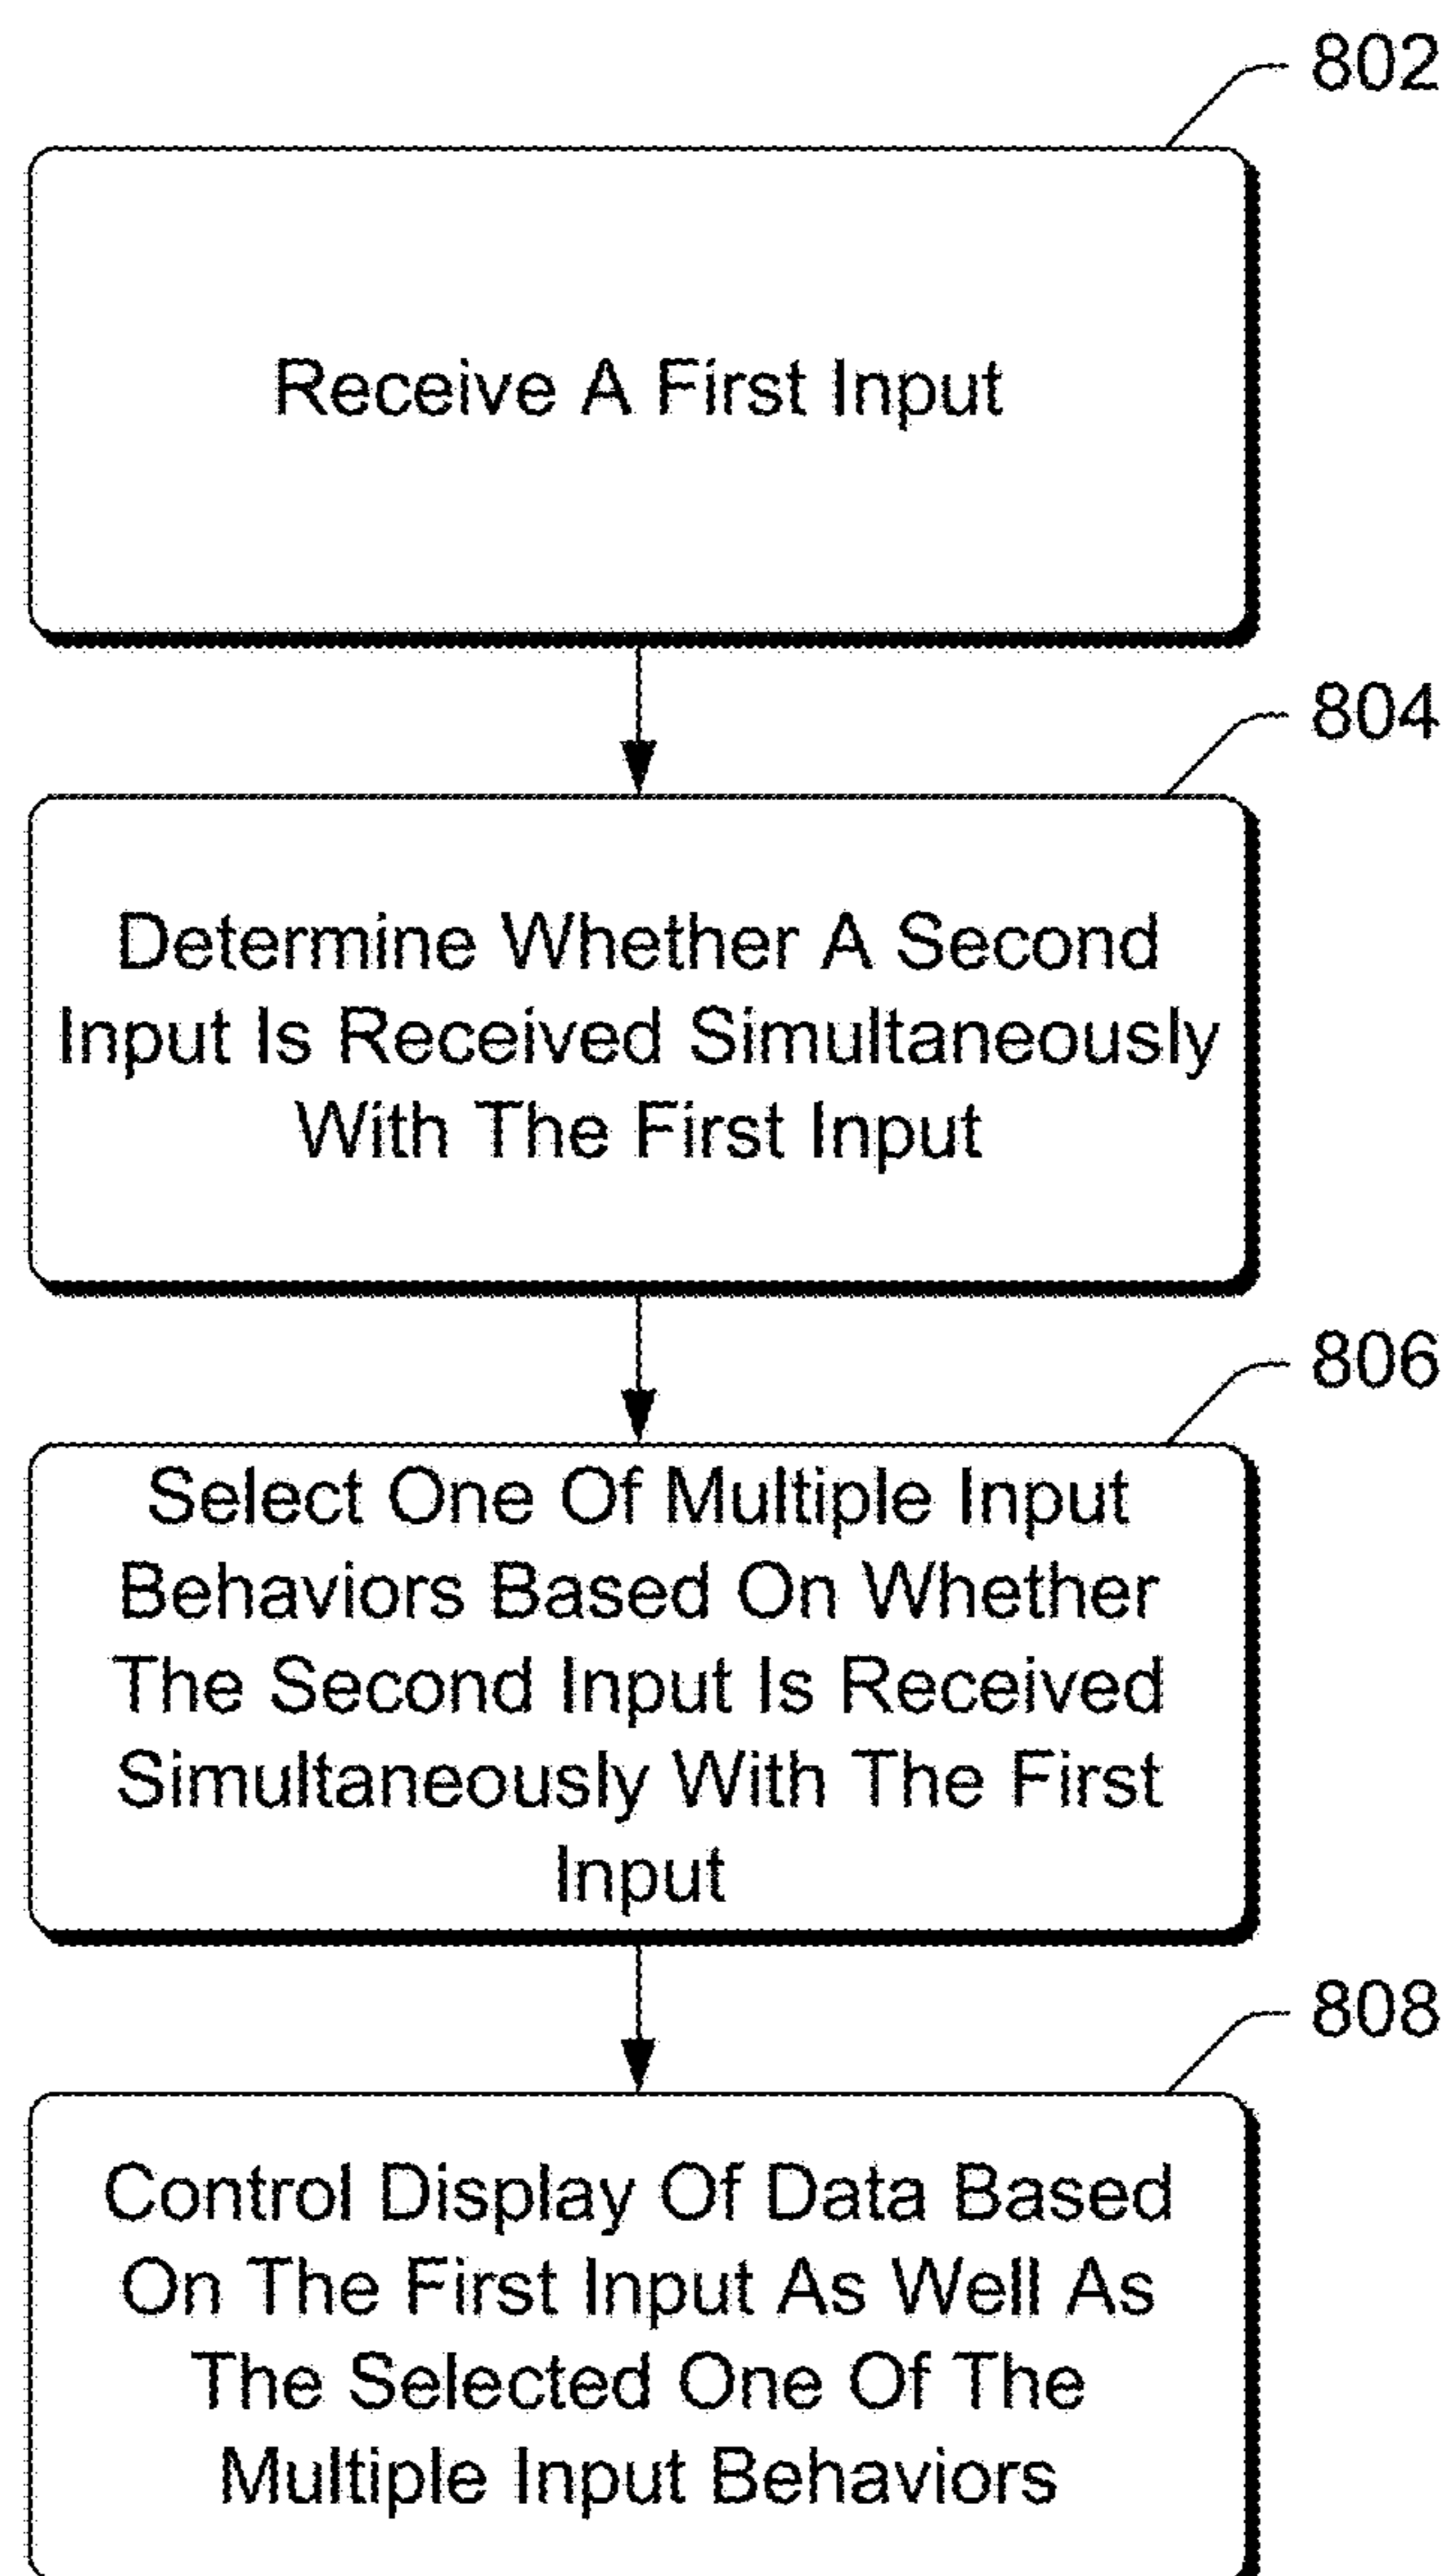 802
Receive A First Input
804
Determine Whether A Second
Input Is Received Simultaneously
With The First Input
806
Select One Of Multiple Input
Behaviors Based On Whether
The Second Input Is Received
Simultaneously With The First
Input
808
Control Display Of Data Based
On The First Input As Well As
The Selected One Of The
Multiple Input Behaviors